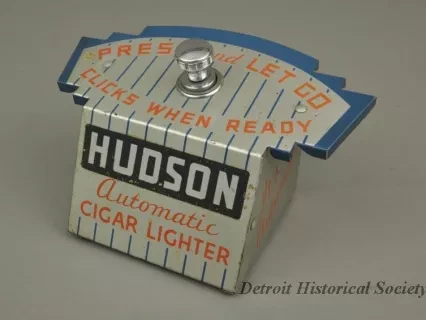 PRESS and LET GO
CLICKS WHEN READY
HUDSON
Automatic
CIGAR LIGHTER
Detroit Historical Society